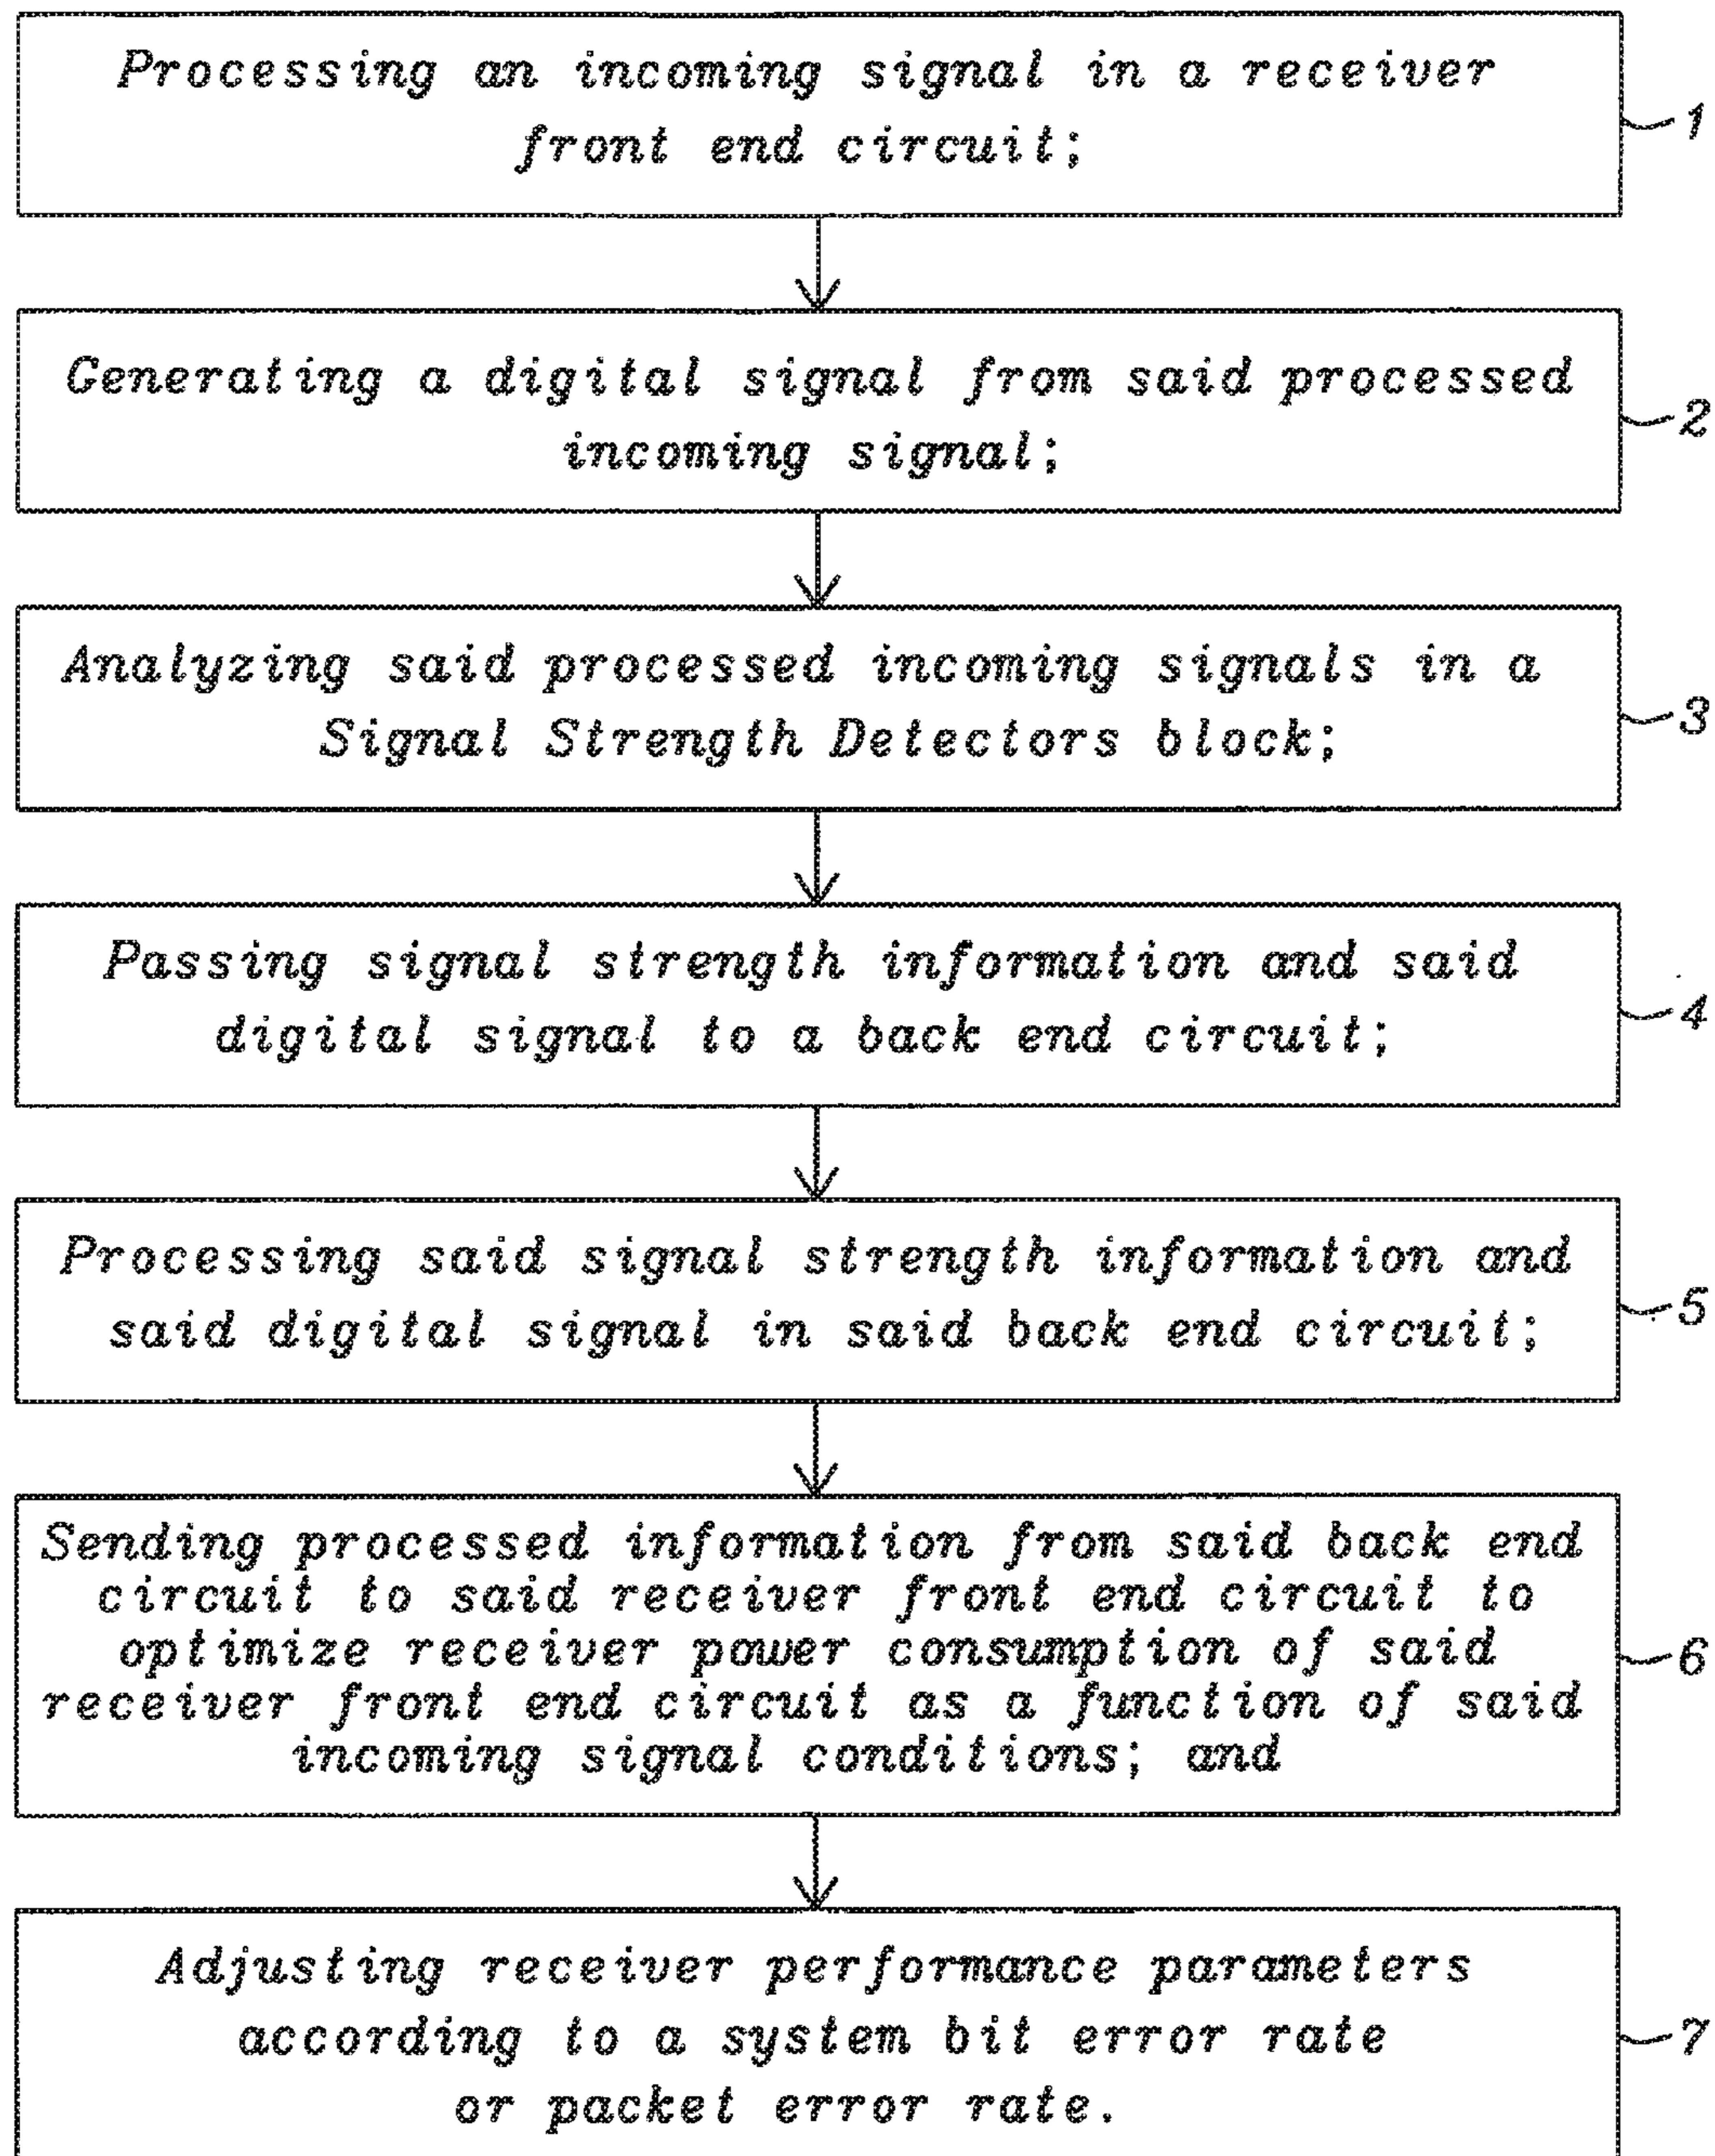 Processing an incoming signal in a receiver
front end circuit;
1
Generating a digital signal from said processed
incoming signal;
2
Analyzing said processed incoming signals in a
Signal Strength Detectors block;
3
Passing signal strength information and said
digital signal to a back end circuit;
4
Processing said signal strength information and
said digital signal in said back end circuit;
5
Sending processed information from said back end
circuit to said receiver front end circuit to
optimize receiver power consumption of said
receiver front end circuit as a function of said
incoming signal conditions; and
6
Adjusting receiver performance parameters
according to a system bit error rate
or packet error rate.
7